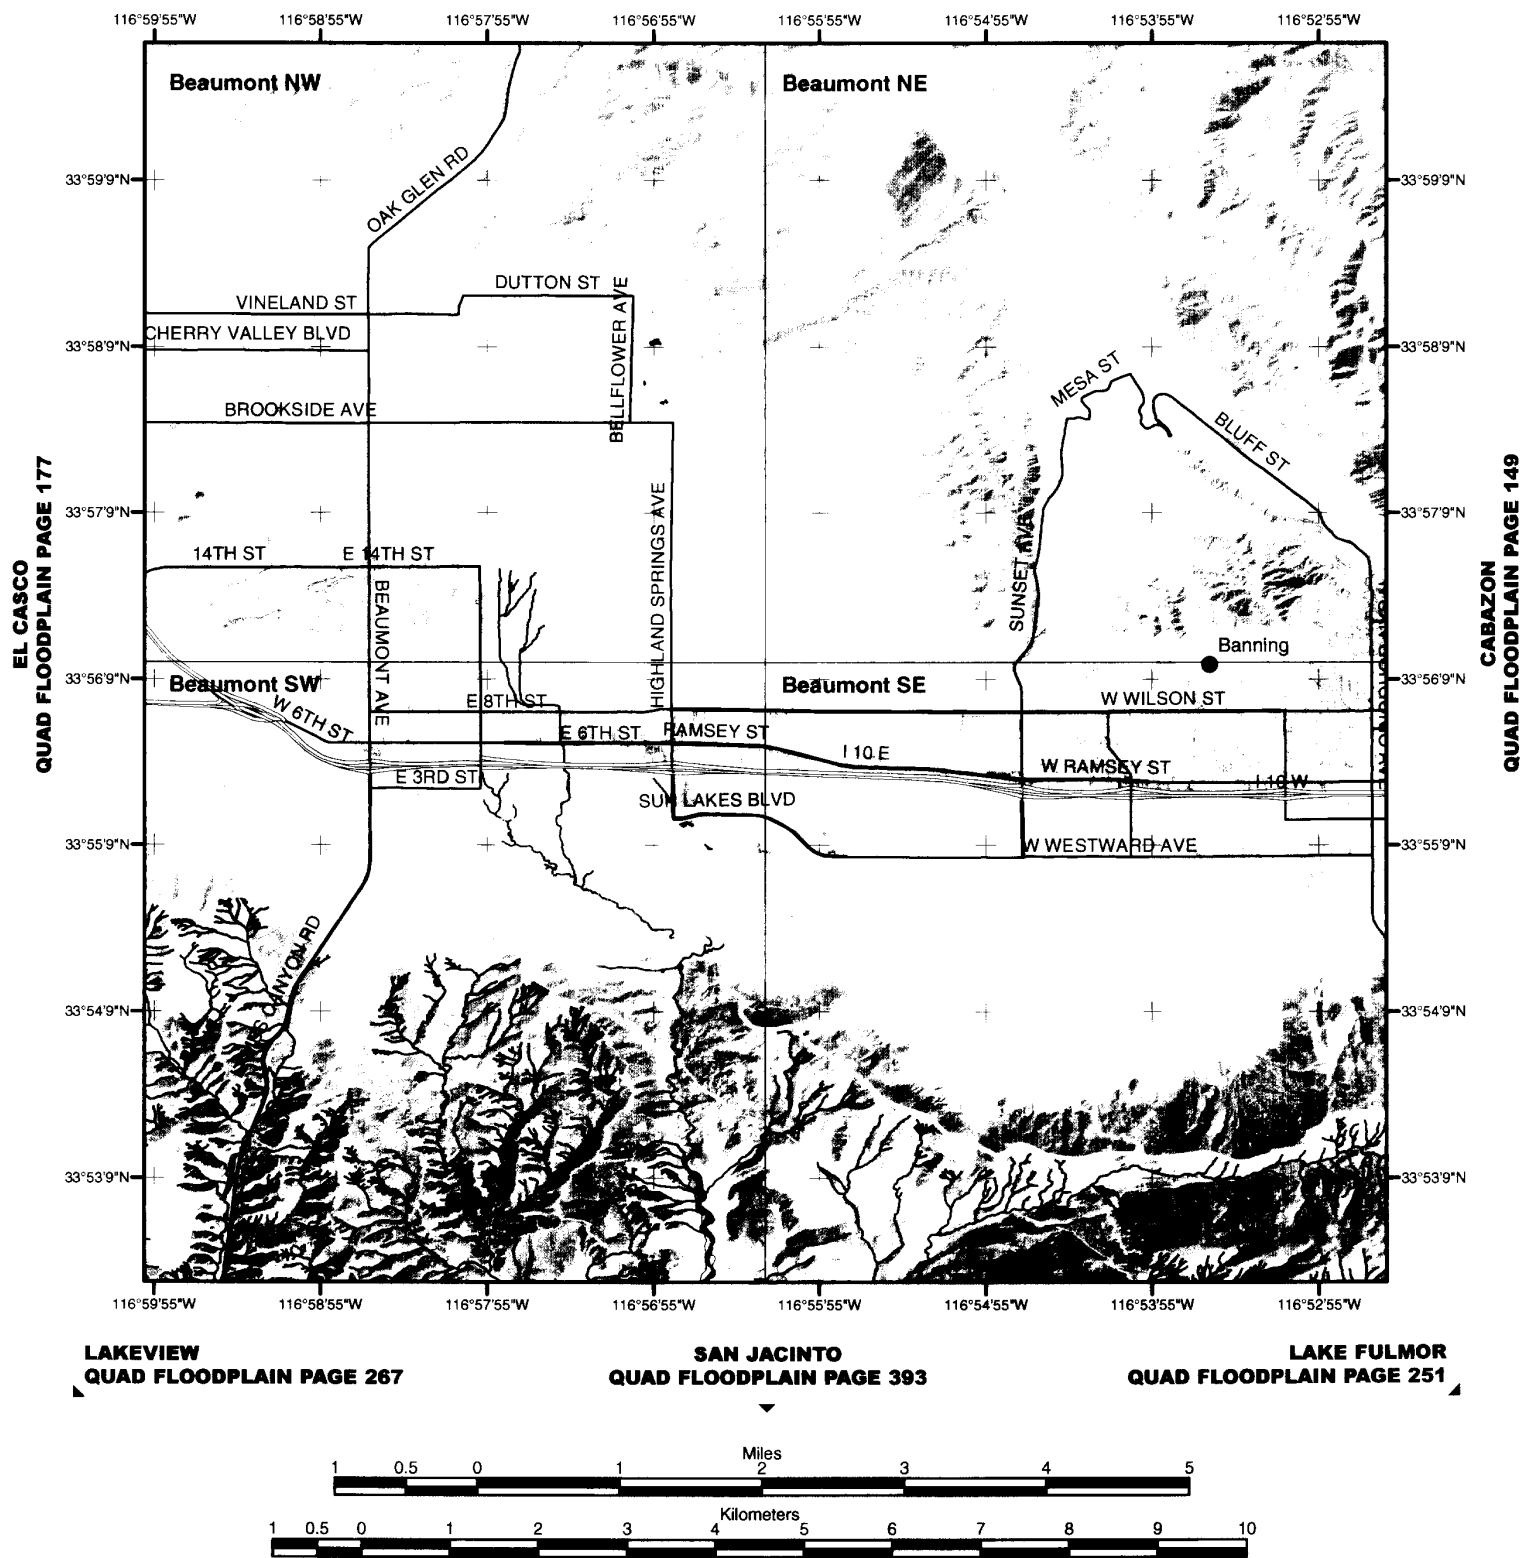 116°59'55"W 116°58'55"W 116°57'55"W 116°56'55"W 116°55'55"W 116°54'55"W 116°53'55"W 116°52'55"W
Beaumont NW
Beaumont NE
33°59'9"N
33°59'9"N
OAK GLEN RD
DUTTON ST
VINELAND ST
BELLFLOWER AVE
CHERRY VALLEY BLVD
33°58'9"N
33°58'9"N
MESA ST
BROOKSIDE AVE
BLUFF ST
EL CASCO
QUAD FLOODPLAIN PAGE 177
CABAZON
QUAD FLOODPLAIN PAGE 149
33°57'9"N
33°57'9"N
HIGHLAND SPRINGS AVE
SUNSET AVE
14TH ST
E 14TH ST
BEAUMONT AVE
Banning
33°56'9"N
33°56'9"N
Beaumont SW
Beaumont SE
W 6TH ST
E 8TH ST
W WILSON ST
E 6TH ST
RAMSEY ST
I 10 E
W RAMSEY ST
E 3RD ST
I 10 W
SUN LAKES BLVD
33°55'9"N
33°55'9"N
W WESTWARD AVE
CANYON RD
33°54'9"N
33°54'9"N
33°53'9"N
33°53'9"N
116°59'55"W 116°58'55"W 116°57'55"W 116°56'55"W 116°55'55"W 116°54'55"W 116°53'55"W 116°52'55"W
LAKEVIEW
QUAD FLOODPLAIN PAGE 267
SAN JACINTO
QUAD FLOODPLAIN PAGE 393
LAKE FULMOR
QUAD FLOODPLAIN PAGE 251
Miles
1 0.5 0 1 2 3 4 5
Kilometers
1 0.5 0 1 2 3 4 5 6 7 8 9 10